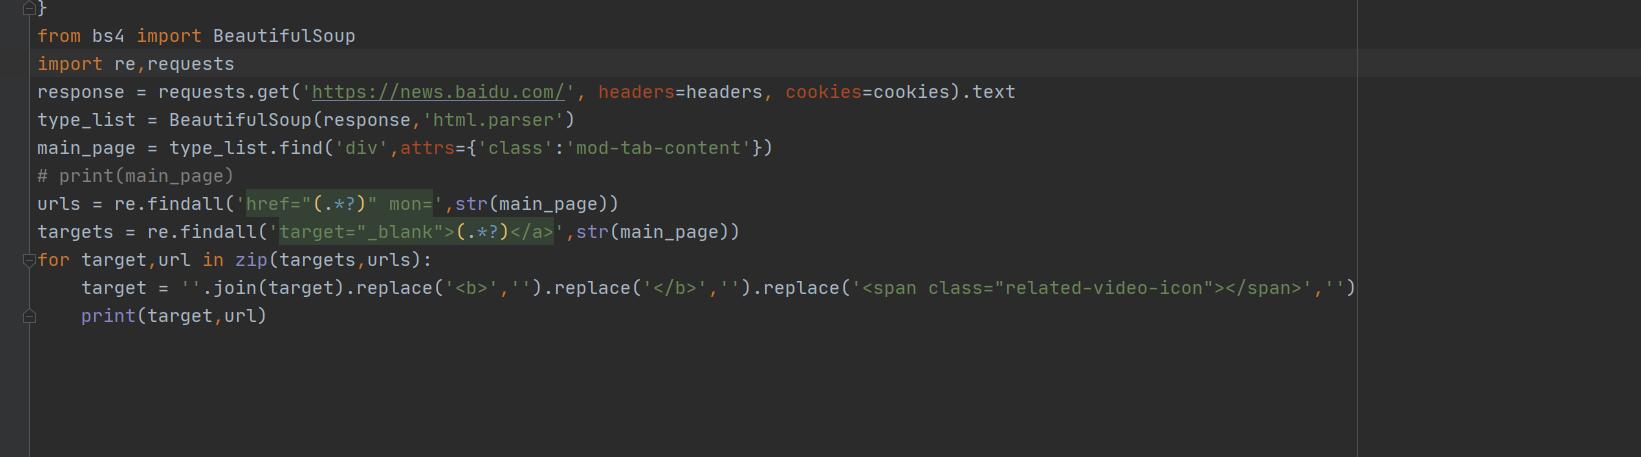 }
from bs4 import BeautifulSoup
import re,requests
response = requests.get('https://news.baidu.com/', headers=headers, cookies=cookies).text
type_list = BeautifulSoup(response,'html.parser')
main_page = type_list.find('div',attrs={'class':'mod-tab-content'})
# print(main_page)
urls = re.findall('href="(.*?)" mon=',str(main_page))
targets = re.findall('target="_blank">(.*?)</a>',str(main_page))
for target,url in zip(targets,urls):
    target = ''.join(target).replace('<b>','').replace('</b>','').replace('<span class="related-video-icon"></span>','')
    print(target,url)